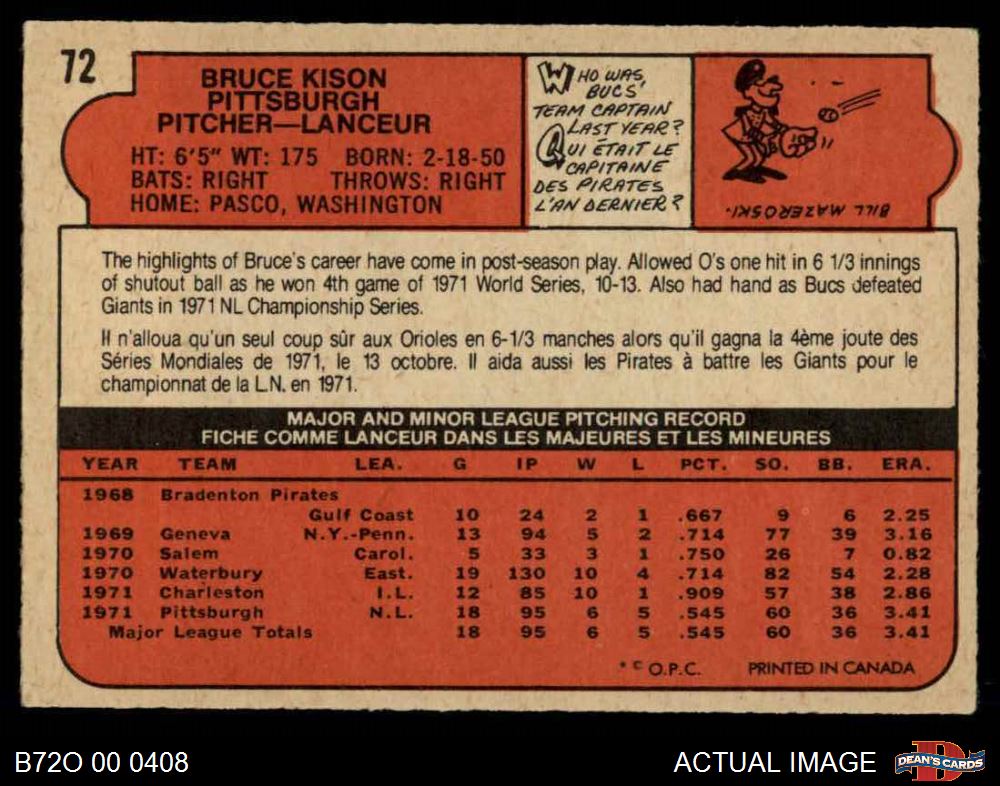 72
BRUCE KISON
PITTSBURGH
PITCHER—LANCEUR
HT: 6'5" WT: 175 BORN: 2-18-50
BATS: RIGHT THROWS: RIGHT
HOME: PASCO, WASHINGTON
WHO WAS
BUCS'
TEAM CAPTAIN
LAST YEAR?
QUI ÉTAIT LE
CAPITAINE
DES PIRATES
L'AN DERNIER?
BILL MAZEROSKI.
The highlights of Bruce's career have come in post-season play. Allowed O's one hit in 6 1/3 innings
of shutout ball as he won 4th game of 1971 World Series, 10-13. Also had hand as Bucs defeated
Giants in 1971 NL Championship Series.
Il n'alloua qu'un seul coup sûr aux Orioles en 6-1/3 manches alors qu'il gagna la 4ème joute des
Séries Mondiales de 1971, le 13 octobre. Il aida aussi les Pirates à battre les Giants pour le
championnat de la L.N. en 1971.
MAJOR AND MINOR LEAGUE PITCHING RECORD
FICHE COMME LANCEUR DANS LES MAJEURES ET LES MINEURES
YEAR TEAM LEA. G IP W L PCT. SO. BB. ERA.
1968 Bradenton Pirates
Gulf Coast 10 24 2 1 .667 9 6 2.25
1969 Geneva N.Y.-Penn. 13 94 5 2 .714 77 39 3.16
1970 Salem Carol. 5 33 3 1 .750 26 7 0.82
1970 Waterbury East. 19 130 10 4 .714 82 54 2.28
1971 Charleston I.L. 12 85 10 1 .909 57 38 2.86
1971 Pittsburgh N.L. 18 95 6 5 .545 60 36 3.41
Major League Totals 18 95 6 5 .545 60 36 3.41
* © O.P.C. PRINTED IN CANADA
B72O 00 0408 ACTUAL IMAGE D DEAN'S CARDS